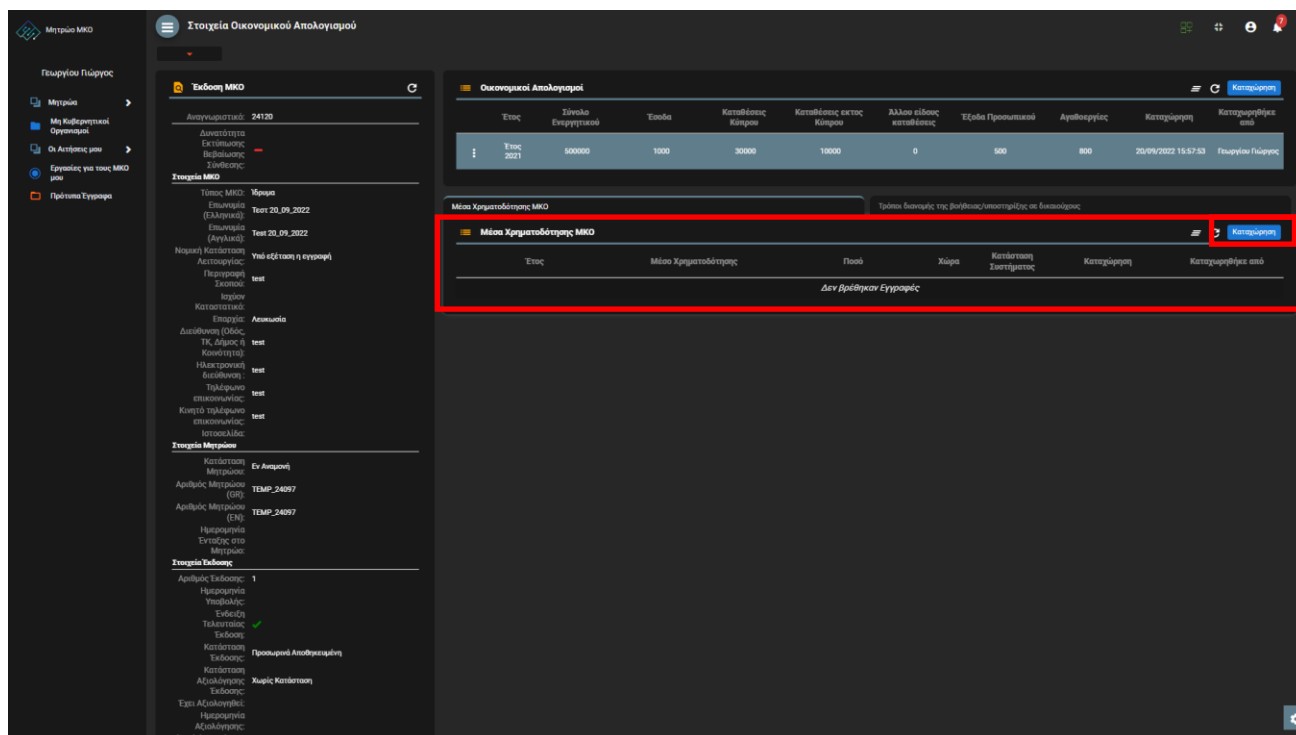 Μητρώο ΜΚΟ
Στοιχεία Οικονομικού Απολογισμού
7
Γεωργίου Γιώργος
Μητρώα
Μη Κυβερνητικοί
Οργανισμοί
Οι Αιτήσεις μου
Εργασίες για τους ΜΚΟ
μου
Πρότυπα Έγγραφα
Έκδοση ΜΚΟ
Αναγνωριστικό: 24120
Δυνατότητα
Εκτύπωσης
Βεβαίωσης
Σύνθεσης:
Στοιχεία ΜΚΟ
Τύπος ΜΚΟ: Ίδρυμα
Επωνυμία
(Ελληνικά): Τεστ 20_09_2022
Επωνυμία
(Αγγλικά): Test 20_09_2022
Νομική Κατάσταση
Λειτουργίας: Υπό εξέταση η εγγραφή
Περιγραφή
Σκοπού: test
Ισχύον
Καταστατικό:
Επαρχία: Λευκωσία
Διεύθυνση (Οδός,
ΤΚ, Δήμος ή
Κοινότητα): test
Ηλεκτρονική
διεύθυνση : test
Τηλέφωνο
επικοινωνίας: test
Κινητό τηλέφωνο
επικοινωνίας: test
Ιστοσελίδα:
Στοιχεία Μητρώου
Κατάσταση
Μητρώου: Εν Αναμονή
Αριθμός Μητρώου
(GR): TEMP_24097
Αριθμός Μητρώου
(EN): TEMP_24097
Ημερομηνία
Ένταξης στο
Μητρώο:
Στοιχεία Έκδοσης
Αριθμός Έκδοσης: 1
Ημερομηνία
Υποβολής:
Ένδειξη
Τελευταίας
Έκδοση:
Κατάσταση
Έκδοσης: Προσωρινά Αποθηκευμένη
Κατάσταση
Αξιολόγησης
Έκδοσης: Χωρίς Κατάσταση
Έχει Αξιολογηθεί:
Ημερομηνία
Αξιολόγησης:
Οικονομικοί Απολογισμοί
Καταχώρηση
Έτος Σύνολο Ενεργητικού Έσοδα Καταθέσεις Κύπρου Καταθέσεις εκτος Κύπρου Άλλου είδους καταθέσεις Έξοδα Προσωπικού Αγαθοεργίες Καταχώρηση Καταχωρηθήκε από
Έτος 2021 500000 1000 30000 10000 0 500 800 20/09/2022 15:57:53 Γεωργίου Γιώργος
Μέσα Χρηματοδότησης ΜΚΟ
Τρόποι διανομής της βοήθειας/υποστηρίξης σε δικαιούχους
Μέσα Χρηματοδότησης ΜΚΟ
Καταχώρηση
Έτος Μέσο Χρηματοδότησης Ποσό Χώρα Κατάσταση Συστήματος Καταχώρηση Καταχωρηθήκε από
Δεν βρέθηκαν Εγγραφές